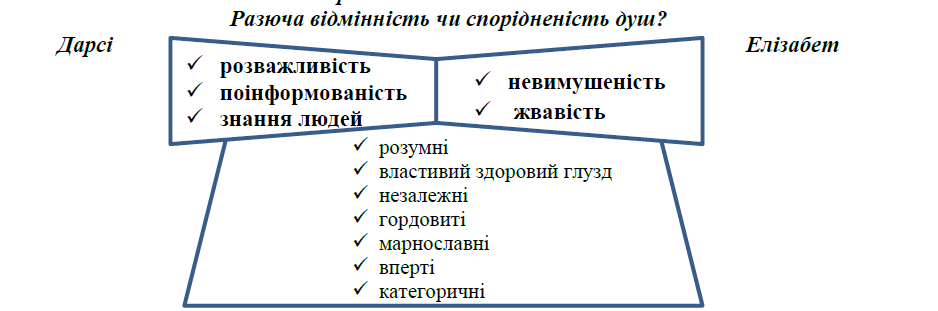 Разюча відмінність чи спорідненість душ?
Дарсі
Елізабет
розважливість
поінформованість
знання людей
невимушеність
жвавість
розумні
властивий здоровий глузд
незалежні
гордовиті
марнославні
вперті
категоричні